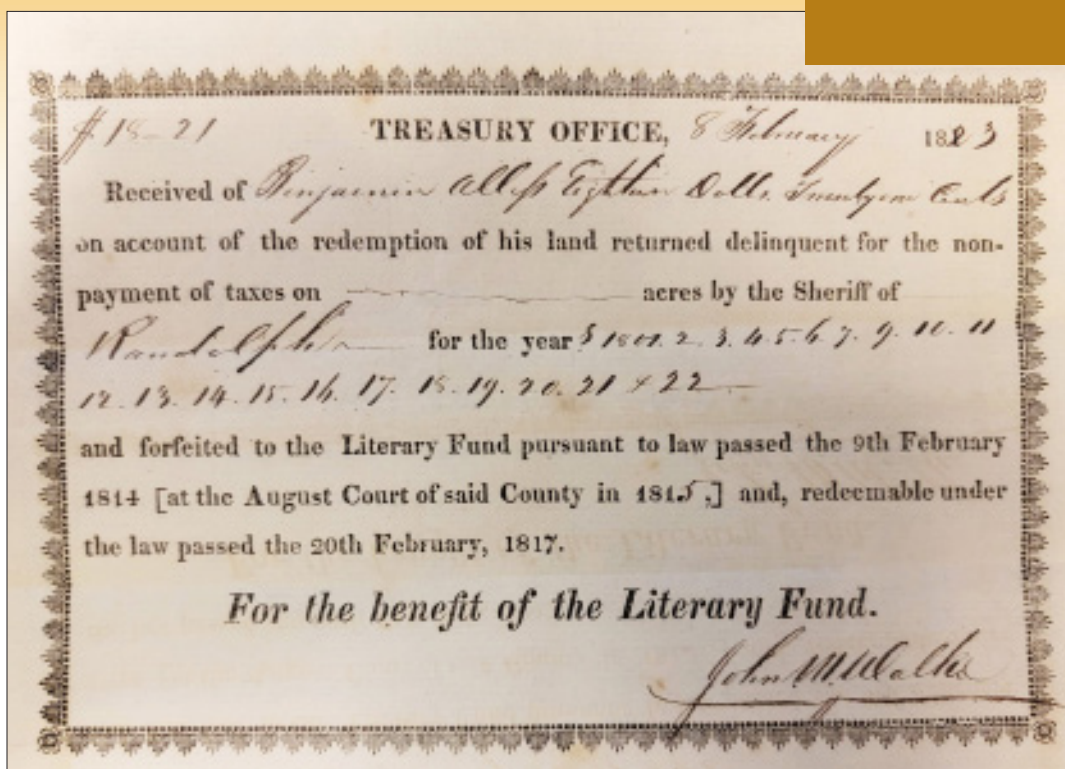 $18-21 TREASURY OFFICE, 8 February 1823
Received of Benjamin Eighteen Dolls. Twentyone Cents
on account of the redemption of his land returned delinquent for the non-
payment of taxes on acres by the Sheriff of
Randolph for the years 1801. 2. 3. 4. 5. 6. 7. 9. 10. 11
12. 13. 14. 15. 16. 17. 18. 19. 20. 21 & 22
and forfeited to the Literary Fund pursuant to law passed the 9th February
1814 [at the August Court of said County in 1815,] and, redeemable under
the law passed the 20th February, 1817.
For the benefit of the Literary Fund.
John